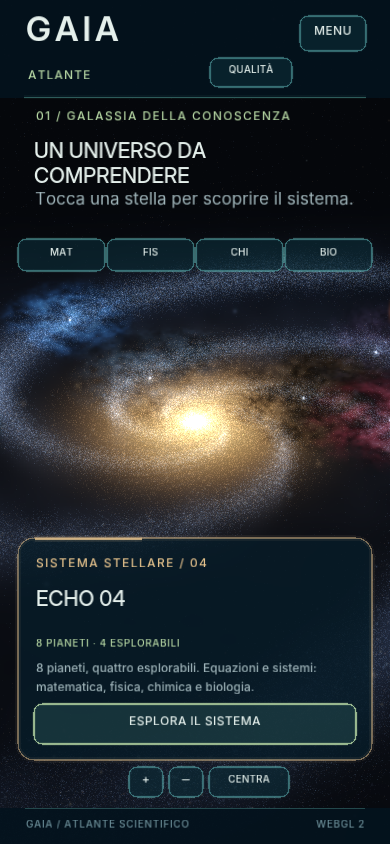 GAIA
MENU
QUALITÀ
ATLANTE
01 / GALASSIA DELLA CONOSCENZA
UN UNIVERSO DA
COMPRENDERE
Tocca una stella per scoprire il sistema.
MAT FIS CHI BIO
SISTEMA STELLARE / 04
ECHO 04
8 PIANETI · 4 ESPLORABILI
8 pianeti, quattro esplorabili. Equazioni e sistemi:
matematica, fisica, chimica e biologia.
ESPLORA IL SISTEMA
+ − CENTRA
GAIA / ATLANTE SCIENTIFICO WEBGL 2